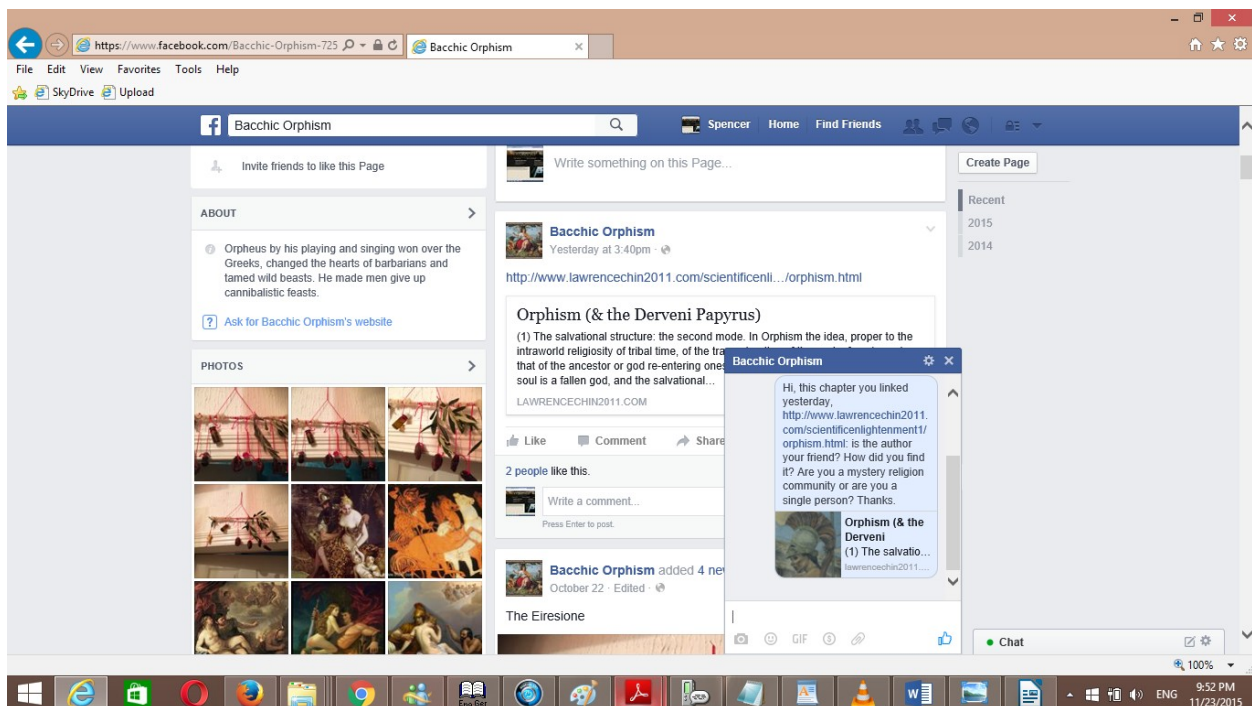 https://www.facebook.com/Bacchic-Orphism-725
Bacchic Orphism
File Edit View Favorites Tools Help
SkyDrive Upload
Bacchic Orphism
Spencer Home Find Friends
Invite friends to like this Page
ABOUT
Orpheus by his playing and singing won over the
Greeks, changed the hearts of barbarians and
tamed wild beasts. He made men give up
cannibalistic feasts.
Ask for Bacchic Orphism's website
PHOTOS
Write something on this Page...
Bacchic Orphism
Yesterday at 3:40pm
http://www.lawrencechin2011.com/scientificenli.../orphism.html
Orphism (& the Derveni Papyrus)
(1) The salvational structure: the second mode. In Orphism the idea, proper to the
intraworld religiosity of tribal time, of the
that of the ancestor or god re-entering
soul is a fallen god, and the salvational...
LAWRENCECHIN2011.COM
Like Comment Share
2 people like this.
Write a comment...
Press Enter to post.
Bacchic Orphism added 4
October 22 · Edited
The Eiresione
Create Page
Recent
2015
2014
Bacchic Orphism
Hi, this chapter you linked
yesterday,
http://www.lawrencechin2011.
com/scientificenlightenment1/
orphism.html: is the author
your friend? How did you find
it? Are you a mystery religion
community or are you a
single person? Thanks.
Orphism (& the
Derveni
(1) The salvatio...
lawrencechin2011....
GIF
Chat
100%
Eng Ger
ENG
9:52 PM
11/23/2015